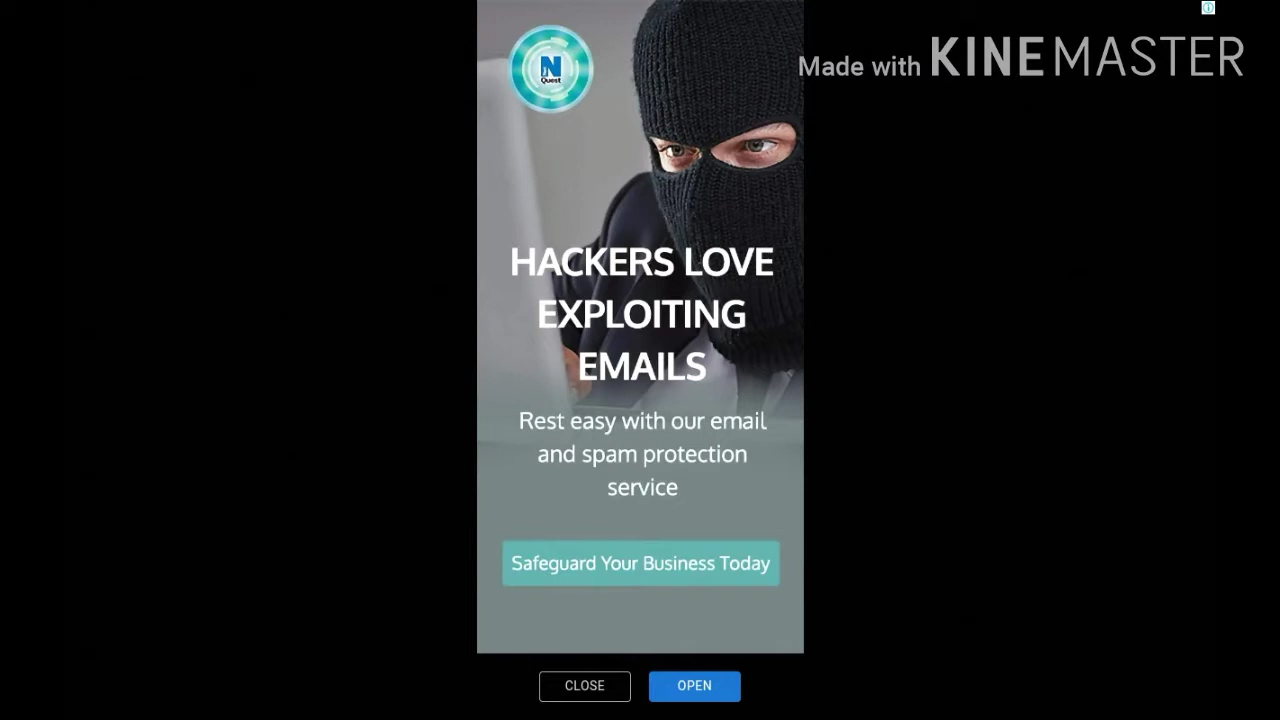 Made with KINEMASTER
N
Quest
HACKERS LOVE
EXPLOITING
EMAILS
Rest easy with our email
and spam protection
service
Safeguard Your Business Today
CLOSE
OPEN